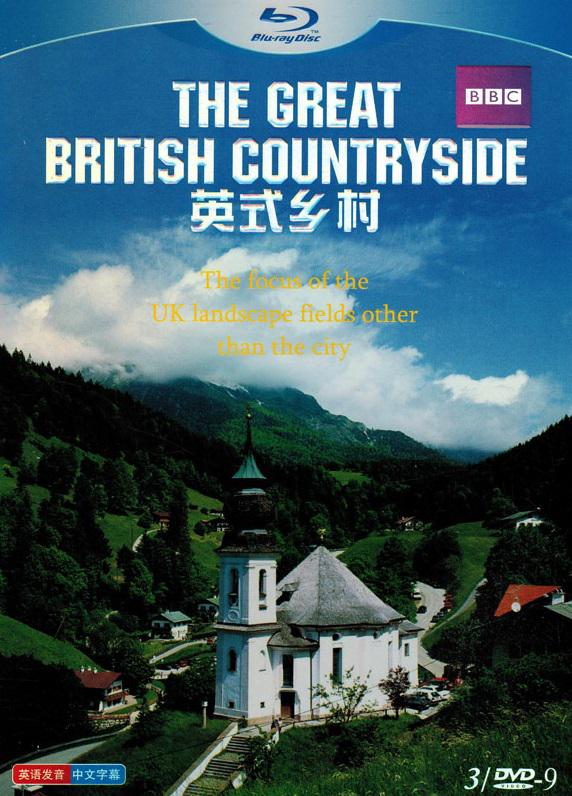 Blu-ray Disc
BBC
THE GREAT
BRITISH COUNTRYSIDE
英式乡村
The focus of the
UK landscape fields other
than the city
英语发音 中文字幕
3/DVD-9
VIDEO